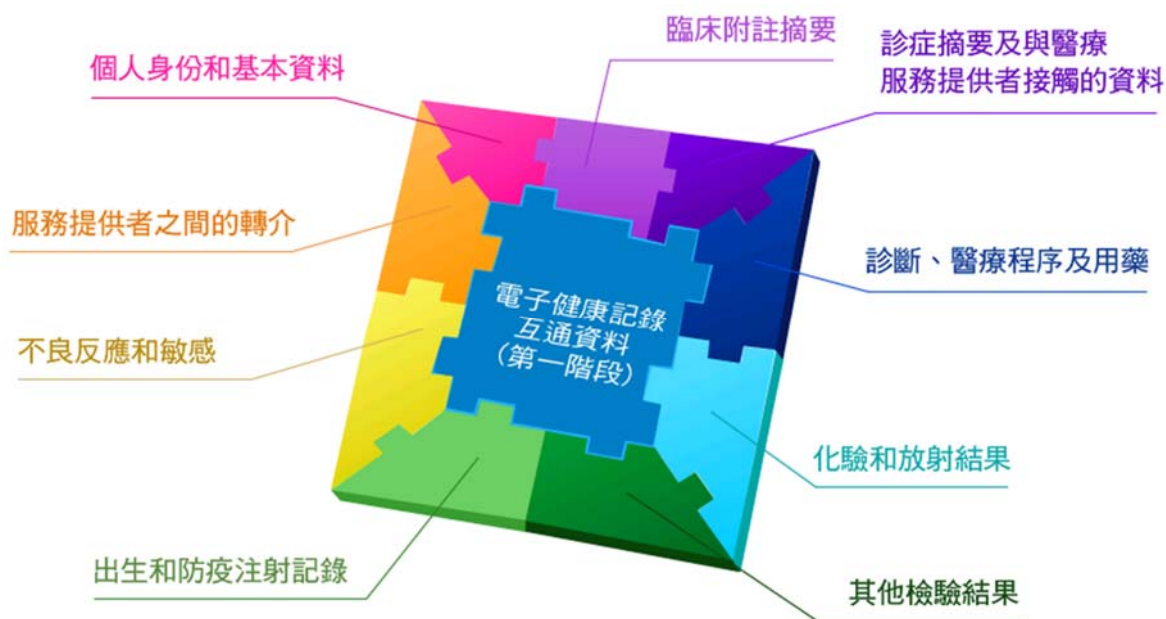 臨床附註摘要
個人身份和基本資料
診症摘要及與醫療
服務提供者接觸的資料
服務提供者之間的轉介
診斷、醫療程序及用藥
電子健康記錄
互通資料
（第一階段）
不良反應和敏感
化驗和放射結果
出生和防疫注射記錄
其他檢驗結果